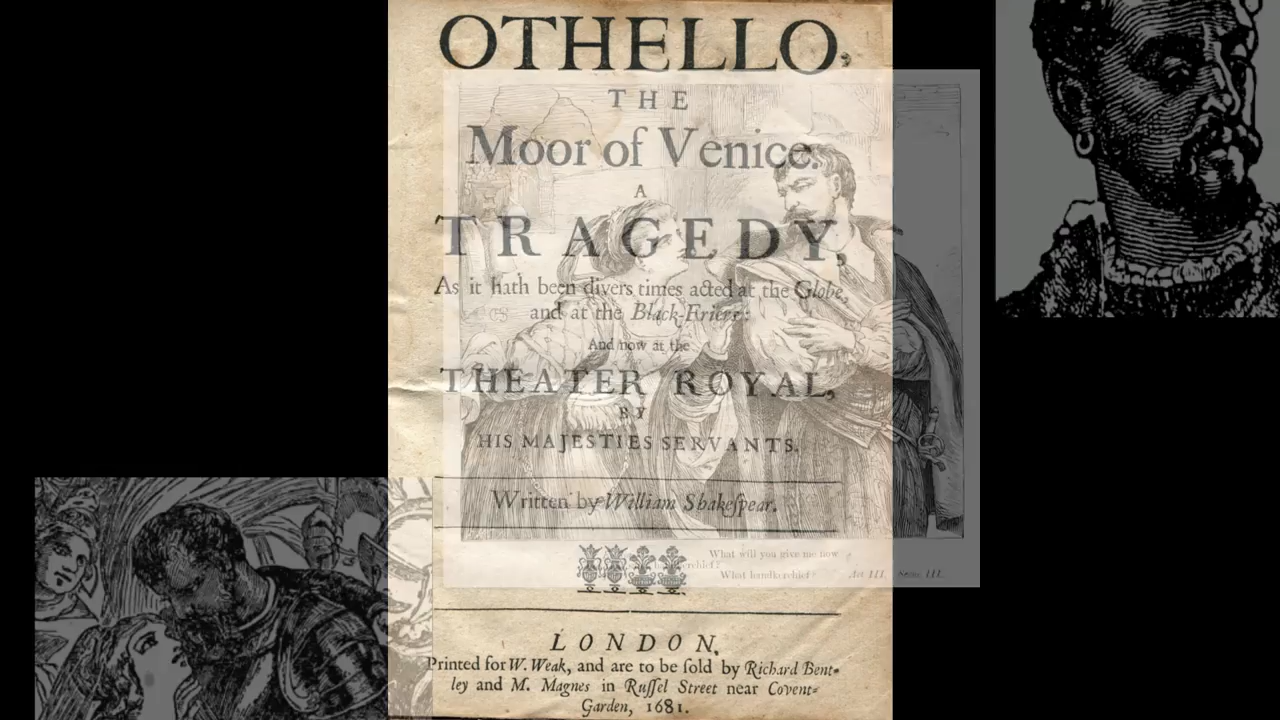 OTHELLO,
THE
Moor of Venice.
A
TRAGEDY,
As it hath been divers times acted at the Globe,
and at the Black-Friers:
And now at the
THEATER ROYAL,
BY
HIS MAJESTIES SERVANTS.
Written by William Shakeſpear.
What will you give me now
handkerchief?
What handkerchief? Act III. Scene III.
LONDON,
Printed for W. Weak, and are to be ſold by Richard Bent-
ley and M. Magnes in Ruſſel Street near Covent-
Garden, 1681.